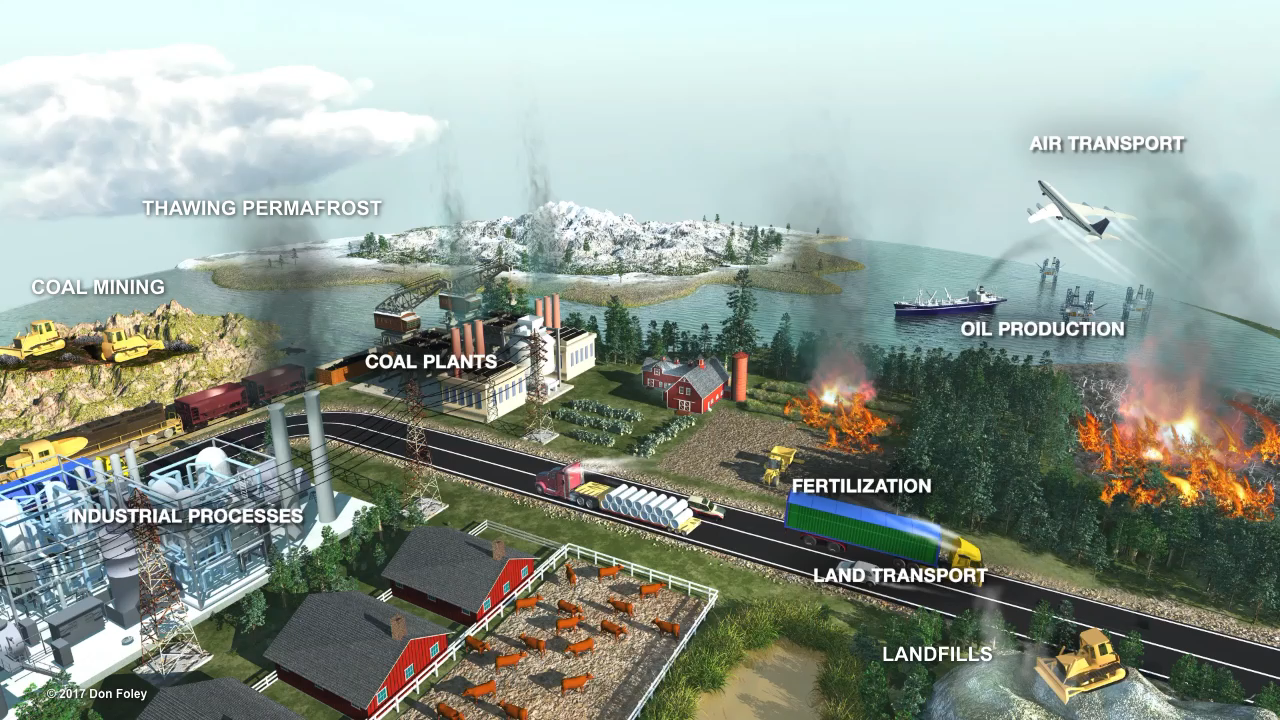 AIR TRANSPORT
THAWING PERMAFROST
COAL MINING
OIL PRODUCTION
COAL PLANTS
FERTILIZATION
INDUSTRIAL PROCESSES
LAND TRANSPORT
LANDFILLS
© 2017 Don Foley